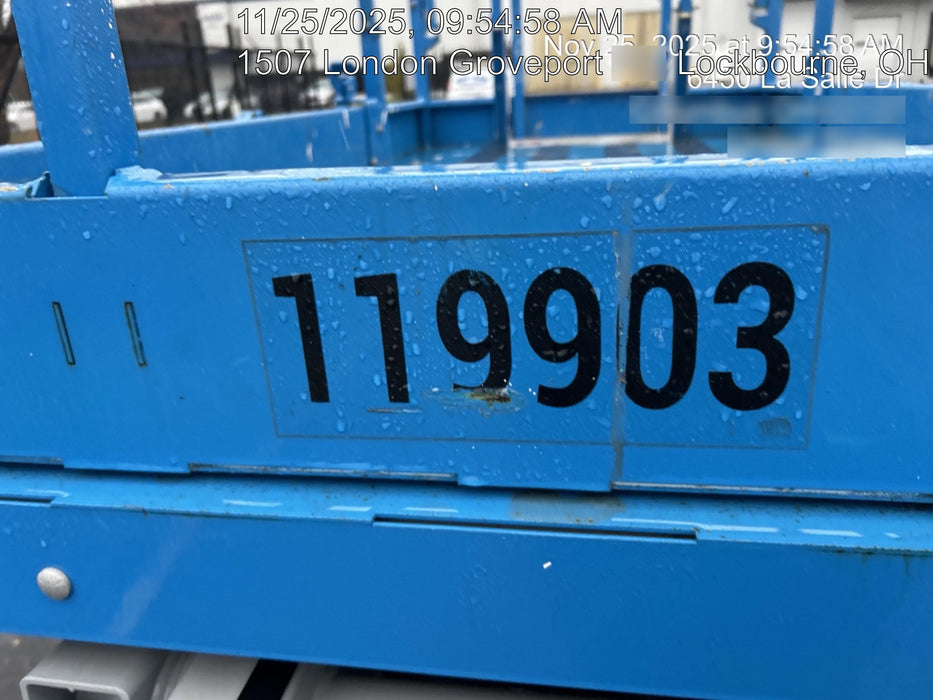 11/25/2025, 09:54:58 AM
Nov 25, 2025 at 9:54:58 AM
1507 London Groveport Lockbourne, OH
6450 La Salle Dr
119903